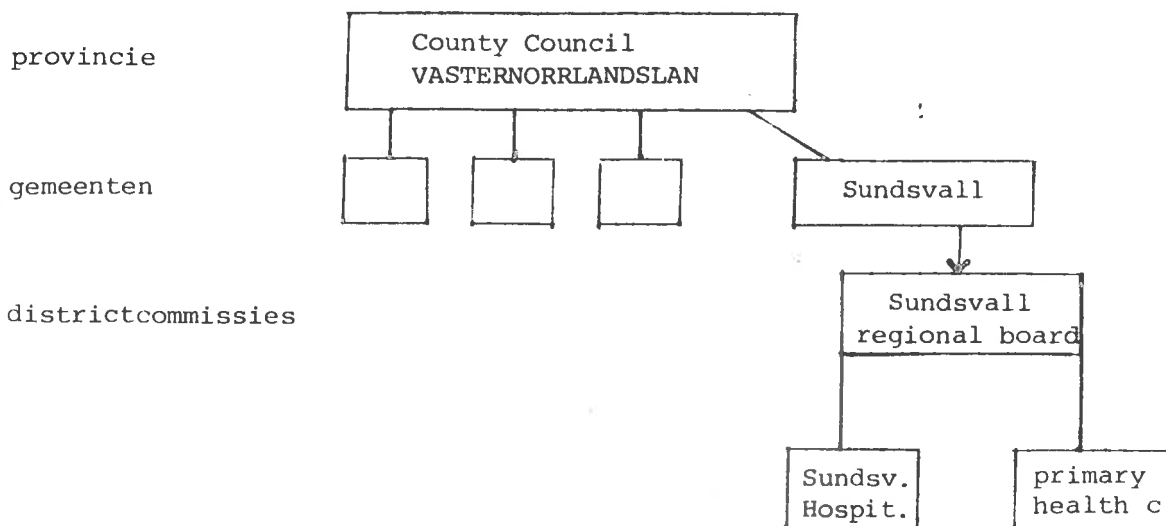 provincie
County Council
VASTERNORRLANDSLAN
gemeenten
Sundsvall
districtcommissies
Sundsvall
regional board
Sundsv.
Hospit.
primary
health c